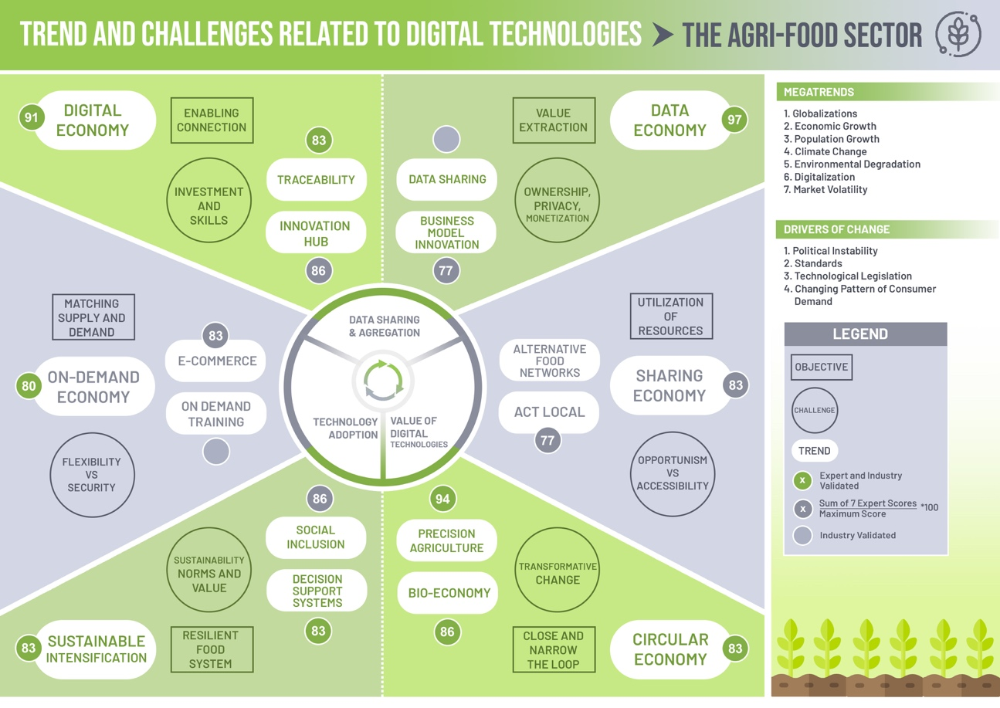 TREND AND CHALLENGES RELATED TO DIGITAL TECHNOLOGIES
THE AGRI-FOOD SECTOR
91
DIGITAL
ECONOMY
ENABLING
CONNECTION
INVESTMENT
AND
SKILLS
83
TRACEABILITY
INNOVATION
HUB
86
DATA SHARING
BUSINESS
MODEL
INNOVATION
77
VALUE
EXTRACTION
OWNERSHIP,
PRIVACY,
MONETIZATION
DATA
ECONOMY
97
MATCHING
SUPPLY AND
DEMAND
80
ON-DEMAND
ECONOMY
FLEXIBILITY
VS
SECURITY
83
E-COMMERCE
ON DEMAND
TRAINING
DATA SHARING
& AGREGATION
TECHNOLOGY
ADOPTION
VALUE OF
DIGITAL
TECHNOLOGIES
ALTERNATIVE
FOOD
NETWORKS
ACT LOCAL
77
UTILIZATION
OF
RESOURCES
SHARING
ECONOMY
83
OPPORTUNISM
VS
ACCESSIBILITY
86
SOCIAL
INCLUSION
DECISION
SUPPORT
SYSTEMS
83
SUSTAINABILITY
NORMS AND
VALUE
83
SUSTAINABLE
INTENSIFICATION
RESILIENT
FOOD
SYSTEM
94
PRECISION
AGRICULTURE
BIO-ECONOMY
86
TRANSFORMATIVE
CHANGE
CLOSE AND
NARROW
THE LOOP
CIRCULAR
ECONOMY
83
MEGATRENDS
1. Globalizations
2. Economic Growth
3. Population Growth
4. Climate Change
5. Environmental Degradation
6. Digitalization
7. Market Volatility
DRIVERS OF CHANGE
1. Political Instability
2. Standards
3. Technological Legislation
4. Changing Pattern of Consumer
Demand
LEGEND
OBJECTIVE
CHALLENGE
TREND
x
Expert and Industry
Validated
x
Sum of 7 Expert Scores
Maximum Score
*100
Industry Validated